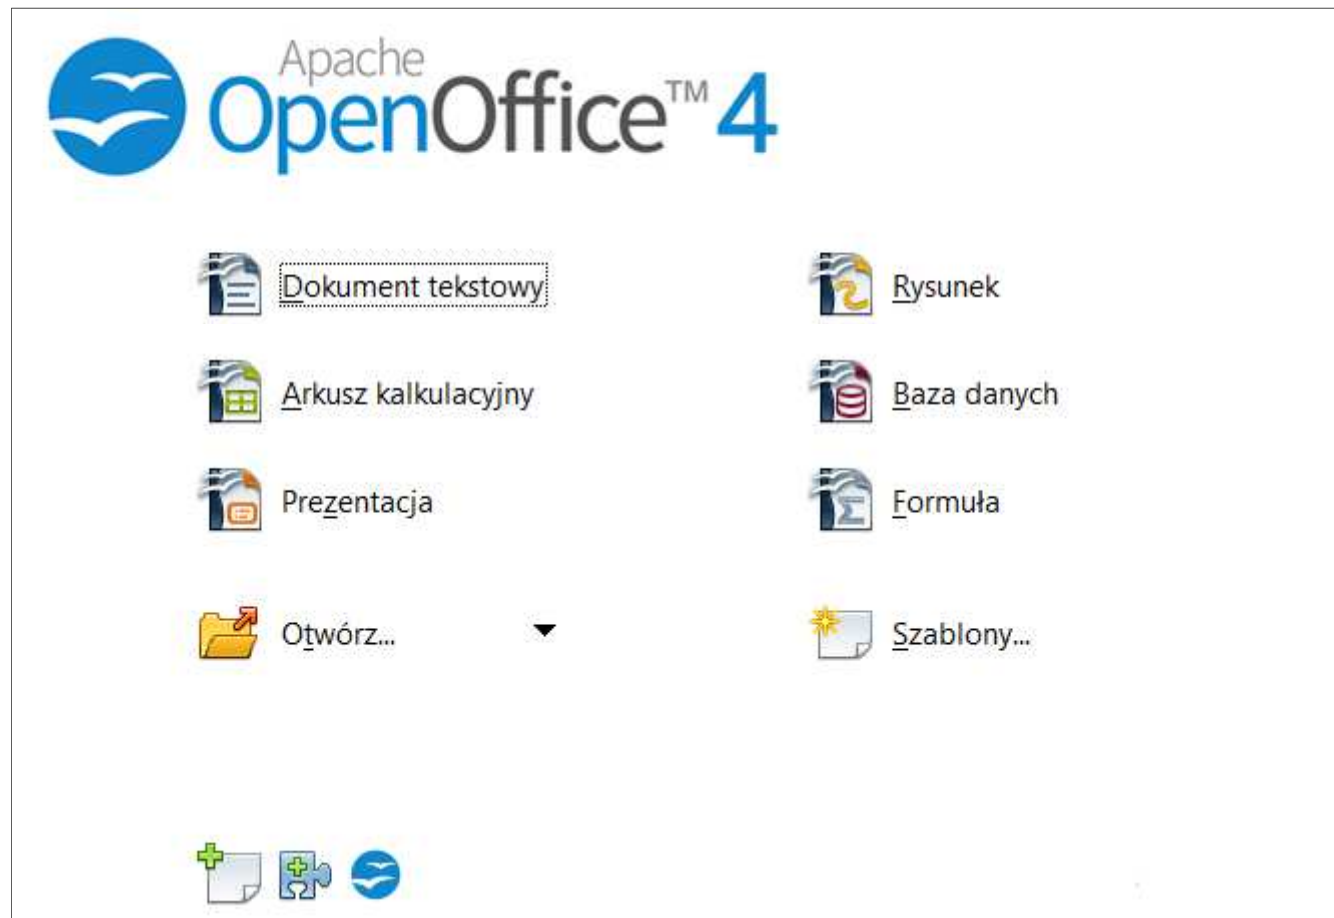 Apache
OpenOffice™ 4
Dokument tekstowy
Rysunek
Arkusz kalkulacyjny
Baza danych
Prezentacja
Formuła
Otwórz...
Szablony...